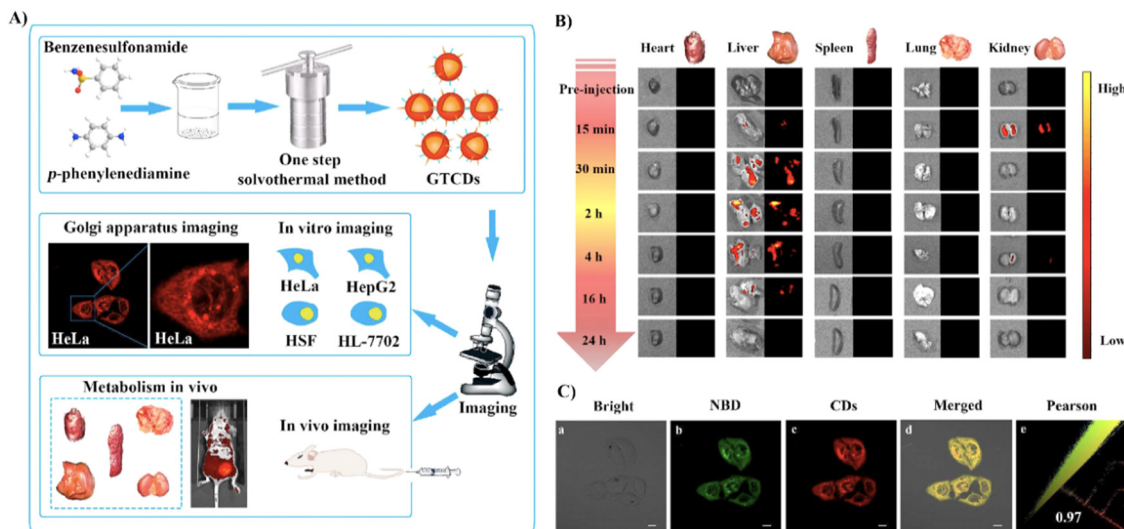 A)
Benzenesulfonamide
p-phenylenediamine
One step
solvothermal method
GTCDs
Golgi apparatus imaging
HeLa
HeLa
In vitro imaging
HeLa
HepG2
HSF
HL-7702
Imaging
Metabolism in vivo
In vivo imaging
B)
Heart
Liver
Spleen
Lung
Kidney
Pre-injection
15 min
30 min
2 h
4 h
16 h
24 h
High
Low
C)
Bright
NBD
CDs
Merged
Pearson
a
b
c
d
e
0,97